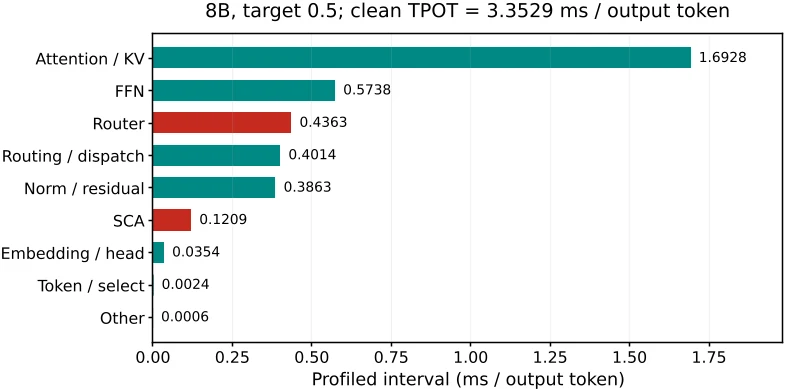 8B, target 0.5; clean TPOT = 3.3529 ms / output token
Attention / KV 1.6928
FFN 0.5738
Router 0.4363
Routing / dispatch 0.4014
Norm / residual 0.3863
SCA 0.1209
Embedding / head 0.0354
Token / select 0.0024
Other 0.0006
0.00 0.25 0.50 0.75 1.00 1.25 1.50 1.75
Profiled interval (ms / output token)